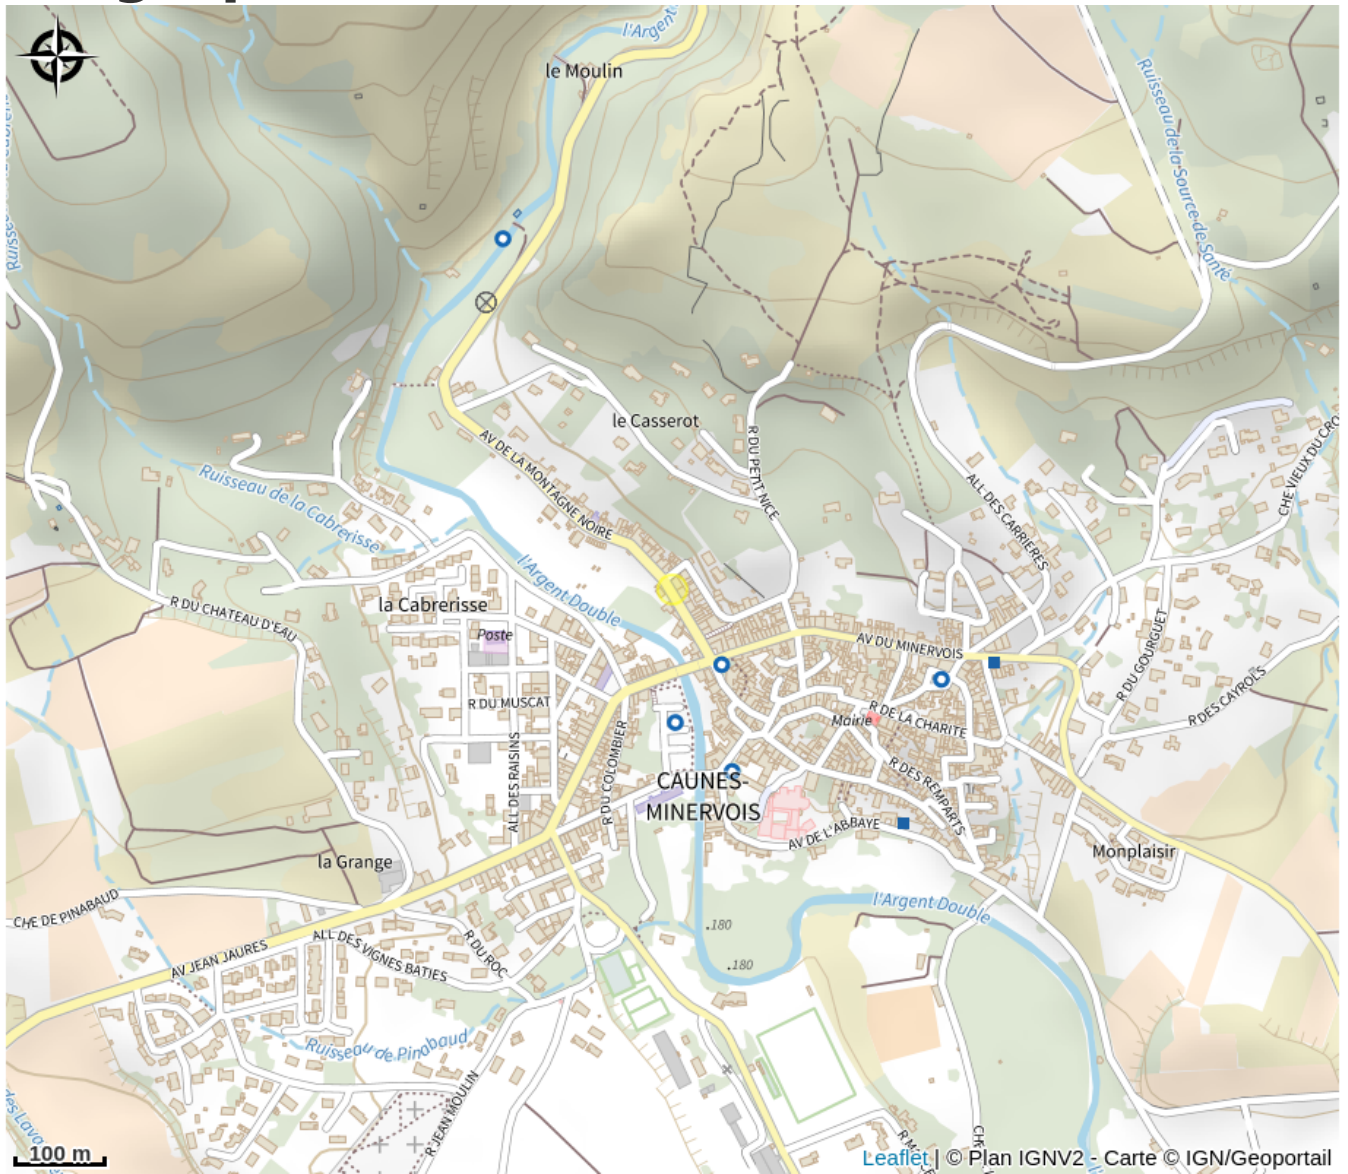 l'Argent
le Moulin
Ruisseau de la Source de Santé
le Casserot
R DU PETIT NICE
AV DE LA MONTAGNE NOIRE
Ruisseau de la Cabrerisse
ALL DES CARRIERES
CHE VIEUX DU CRO
l'Argent Double
la Cabrerisse
R DU CHATEAU D'EAU
Poste
AV DU MINERVOIS
R DU GOURGUET
R DES CAYROLS
R DU MUSCAT
Mairie
R DE LA CHARITE
ALL DES RAISINS
R DU COLOMBIER
R DES REMPARTS
CAUNES-
MINERVOIS
AV DE L'ABBAYE
Monplaisir
la Grange
CHE DE PINABAUD
l'Argent Double
.180
AV JEAN JAURES
ALL DES VIGNES BATIES
R DU ROC
.180
Ruisseau de Pinabaud
R JEAN MOULIN
100 m
Leaflet | © Plan IGNV2 - Carte © IGN/Geoportail